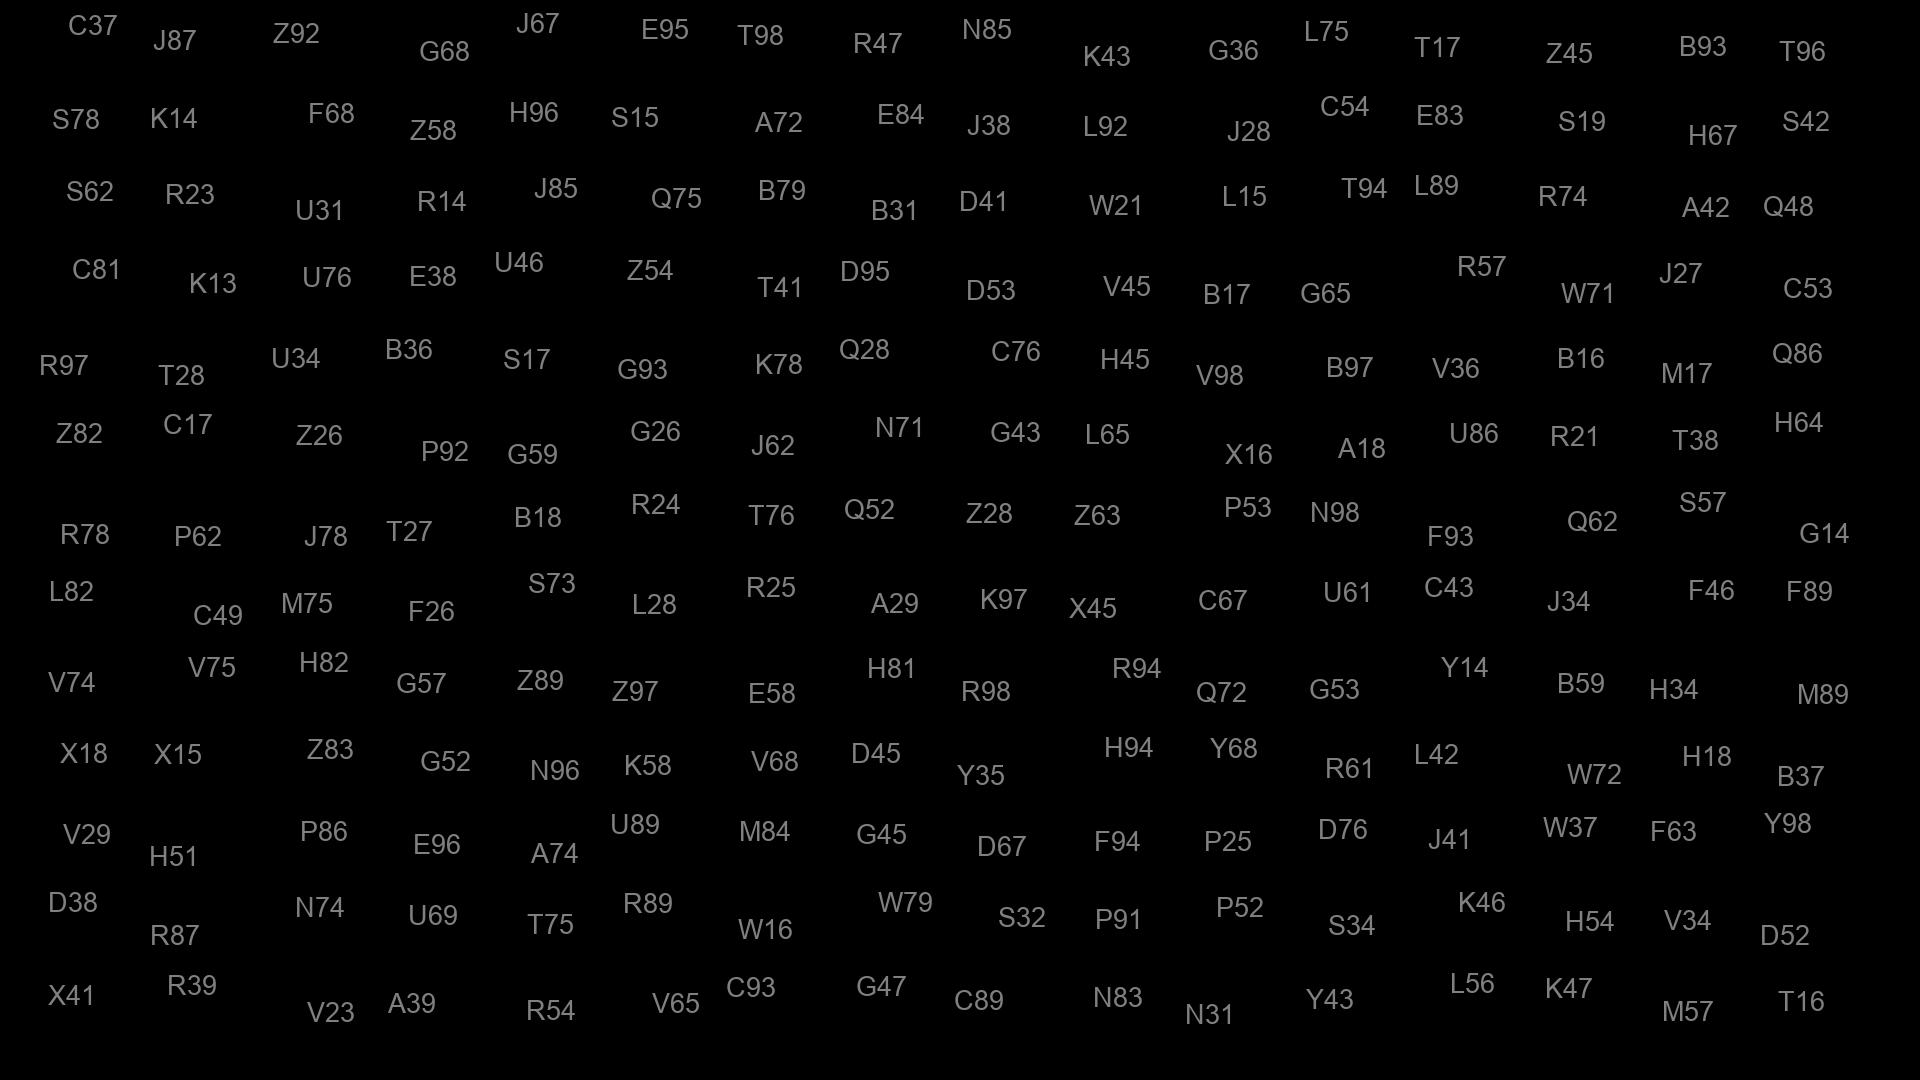 C37 J87 Z92 G68 J67 E95 T98 R47 N85 K43 G36 L75 T17 Z45 B93 T96
S78 K14 F68 Z58 H96 S15 A72 E84 J38 L92 J28 C54 E83 S19 H67 S42
S62 R23 U31 R14 J85 Q75 B79 B31 D41 W21 L15 T94 L89 R74 A42 Q48
C81 K13 U76 E38 U46 Z54 T41 D95 D53 V45 B17 G65 R57 W71 J27 C53
R97 T28 U34 B36 S17 G93 K78 Q28 C76 H45 V98 B97 V36 B16 M17 Q86
Z82 C17 Z26 P92 G59 G26 J62 N71 G43 L65 X16 A18 U86 R21 T38 H64
R78 P62 J78 T27 B18 R24 T76 Q52 Z28 Z63 P53 N98 F93 Q62 S57 G14
L82 C49 M75 F26 S73 L28 R25 A29 K97 X45 C67 U61 C43 J34 F46 F89
V74 V75 H82 G57 Z89 Z97 E58 H81 R98 R94 Q72 G53 Y14 B59 H34 M89
X18 X15 Z83 G52 N96 K58 V68 D45 Y35 H94 Y68 R61 L42 W72 H18 B37
V29 H51 P86 E96 A74 U89 M84 G45 D67 F94 P25 D76 J41 W37 F63 Y98
D38 R87 N74 U69 T75 R89 W16 W79 S32 P91 P52 S34 K46 H54 V34 D52
X41 R39 V23 A39 R54 V65 C93 G47 C89 N83 N31 Y43 L56 K47 M57 T16